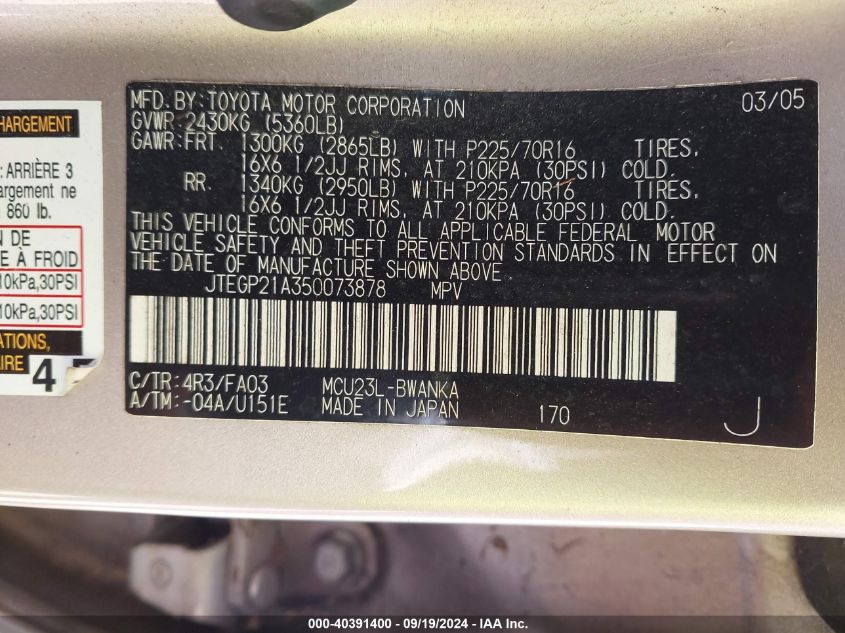 HARGEMENT
: ARRIÈRE 3
argement ne
860 lb.
N DE
E À FROID
10kPa,30PSI
10kPa,30PSI
ATIONS,
AIRE 4
MFD. BY: TOYOTA MOTOR CORPORATION 03/05
GVWR 2430KG (5360LB)
GAWR: FRT. 1300KG (2865LB) WITH P225/70R16 TIRES,
16X6 1/2JJ RIMS, AT 210KPA (30PSI) COLD.
RR. 1340KG (2950LB) WITH P225/70R16 TIRES,
16X6 1/2JJ RIMS, AT 210KPA (30PSI) COLD.
THIS VEHICLE CONFORMS TO ALL APPLICABLE FEDERAL MOTOR
VEHICLE SAFETY AND THEFT PREVENTION STANDARDS IN EFFECT ON
THE DATE OF MANUFACTURE SHOWN ABOVE.
JTEGP21A350073878 MPV
C/TR: 4R3/FA03 MCU23L-BWANKA
A/TM: -04A/U151E MADE IN JAPAN 170 J
000-40391400 - 09/19/2024 - IAA Inc.